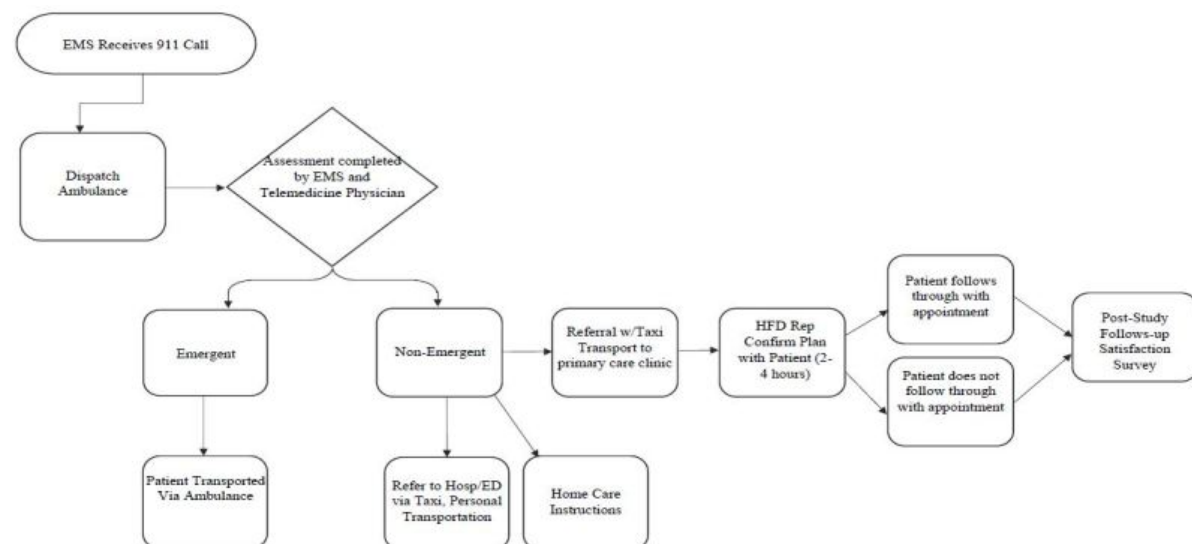 EMS Receives 911 Call
Dispatch
Ambulance
Assessment completed
by EMS and
Telemedicine Physician
Emergent
Non-Emergent
Referral w/Taxi
Transport to
primary care clinic
HFD Rep
Confirm Plan
with Patient (2-
4 hours)
Patient follows
through with
appointment
Patient does not
follow through
with appointment
Post-Study
Follows-up
Satisfaction
Survey
Patient Transported
Via Ambulance
Refer to Hosp/ED
via Taxi, Personal
Transportation
Home Care
Instructions